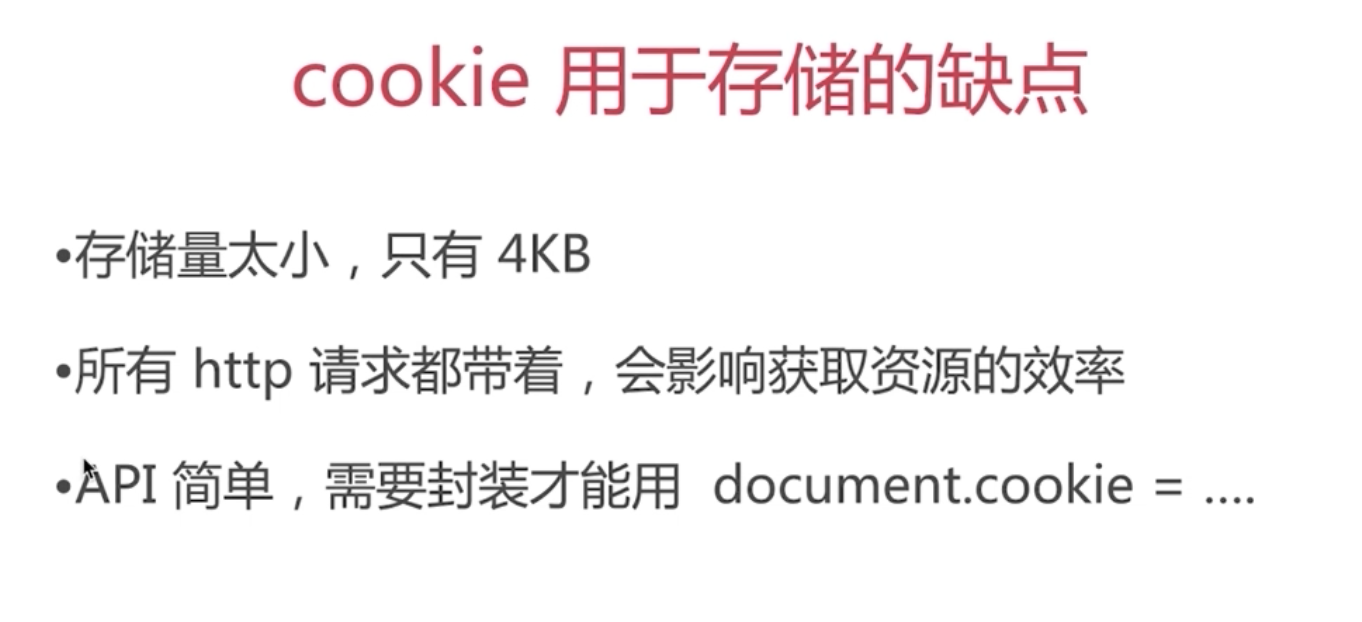 cookie 用于存储的缺点
•存储量太小，只有 4KB
•所有 http 请求都带着，会影响获取资源的效率
•API 简单，需要封装才能用 document.cookie = ....